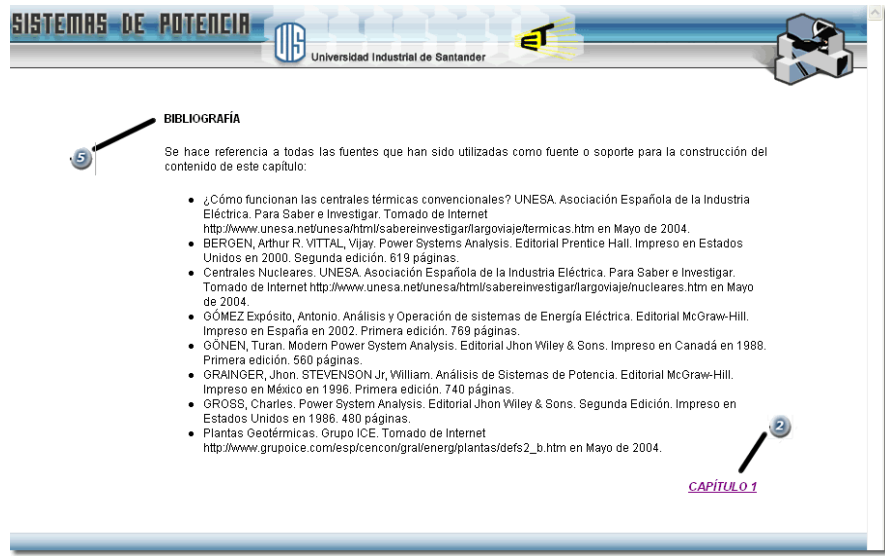 SISTEMAS DE POTENCIA
UIS
Universidad Industrial de Santander
BIBLIOGRAFÍA
5
Se hace referencia a todas las fuentes que han sido utilizadas como fuente o soporte para la construcción del
contenido de este capítulo:
● ¿Cómo funcionan las centrales térmicas convencionales? UNESA. Asociación Española de la Industria
Eléctrica. Para Saber e Investigar. Tomado de Internet
http://www.unesa.net/unesa/html/sabereinvestigar/largoviaje/termicas.htm en Mayo de 2004.
● BERGEN, Arthur R. VITTAL, Vijay. Power Systems Analysis. Editorial Prentice Hall. Impreso en Estados
Unidos en 2000. Segunda edición. 619 páginas.
● Centrales Nucleares. UNESA. Asociación Española de la Industria Eléctrica. Para Saber e Investigar.
Tomado de Internet http://www.unesa.net/unesa/html/sabereinvestigar/largoviaje/nucleares.htm en Mayo
de 2004.
● GÓMEZ Expósito, Antonio. Análisis y Operación de sistemas de Energía Eléctrica. Editorial McGraw-Hill.
Impreso en España en 2002. Primera edición. 769 páginas.
● GÖNEN, Turan. Modern Power System Analysis. Editorial Jhon Wiley & Sons. Impreso en Canadá en 1988.
Primera edición. 560 páginas.
● GRAINGER, Jhon. STEVENSON Jr, William. Análisis de Sistemas de Potencia. Editorial McGraw-Hill.
Impreso en México en 1996. Primera edición. 740 páginas.
● GROSS, Charles. Power System Analysis. Editorial Jhon Wiley & Sons. Segunda Edición. Impreso en
Estados Unidos en 1986. 480 páginas.
● Plantas Geotérmicas. Grupo ICE. Tomado de Internet
http://www.grupoice.com/esp/cencon/gral/energ/plantas/defs2_b.htm en Mayo de 2004.
2
CAPÍTULO 1